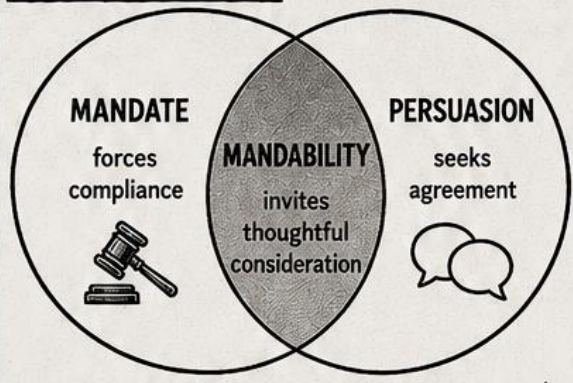 MANDATE
forces
compliance
MANDABILITY
invites
thoughtful
consideration
PERSUASION
seeks
agreement